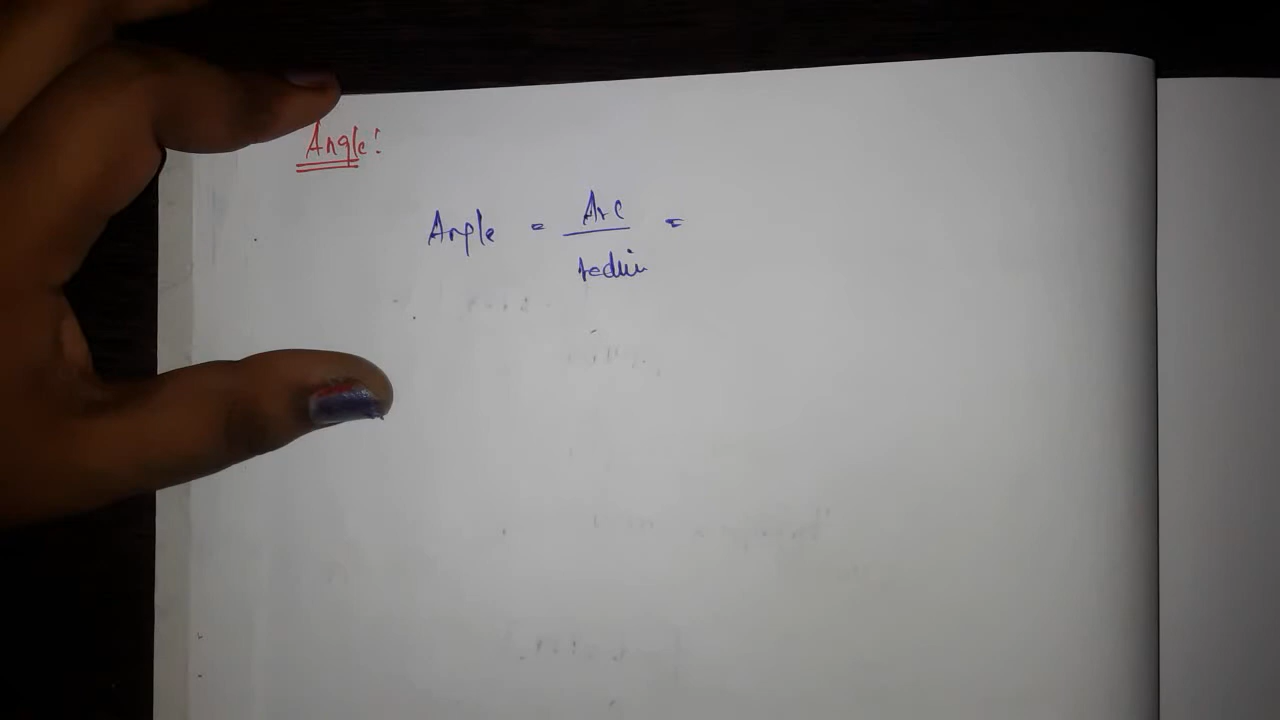 Angle:
Angle = Arc / radius =